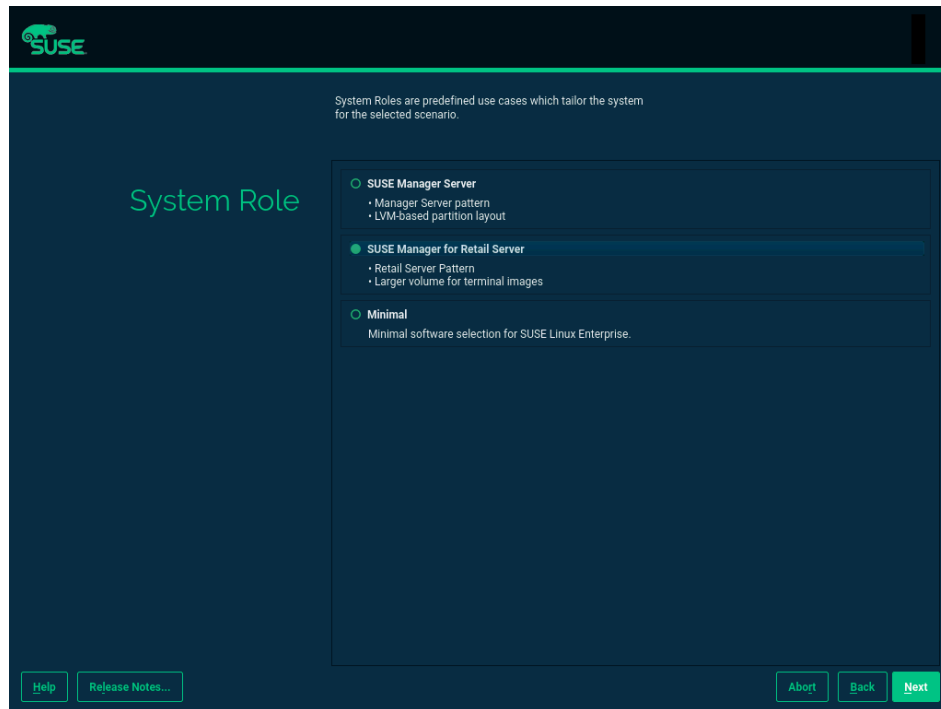 SUSE
System Roles are predefined use cases which tailor the system
for the selected scenario.
System Role
SUSE Manager Server
• Manager Server pattern
• LVM-based partition layout
SUSE Manager for Retail Server
• Retail Server Pattern
• Larger volume for terminal images
Minimal
Minimal software selection for SUSE Linux Enterprise.
Help
Release Notes...
Abort
Back
Next